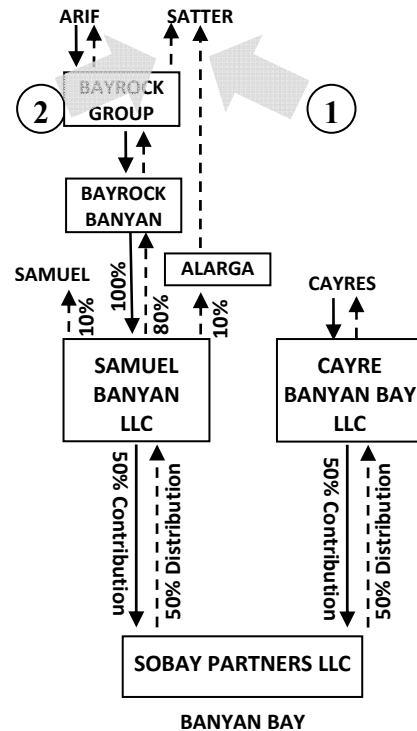 ARIF
SATTER
2
BAYROCK
GROUP
1
BAYROCK
BANYAN
SAMUEL
10%
100%
80%
ALARGA
10%
CAYRES
SAMUEL
BANYAN
LLC
CAYRE
BANYAN BAY
LLC
50% Contribution
50% Distribution
50% Contribution
50% Distribution
SOBAY PARTNERS LLC
BANYAN BAY